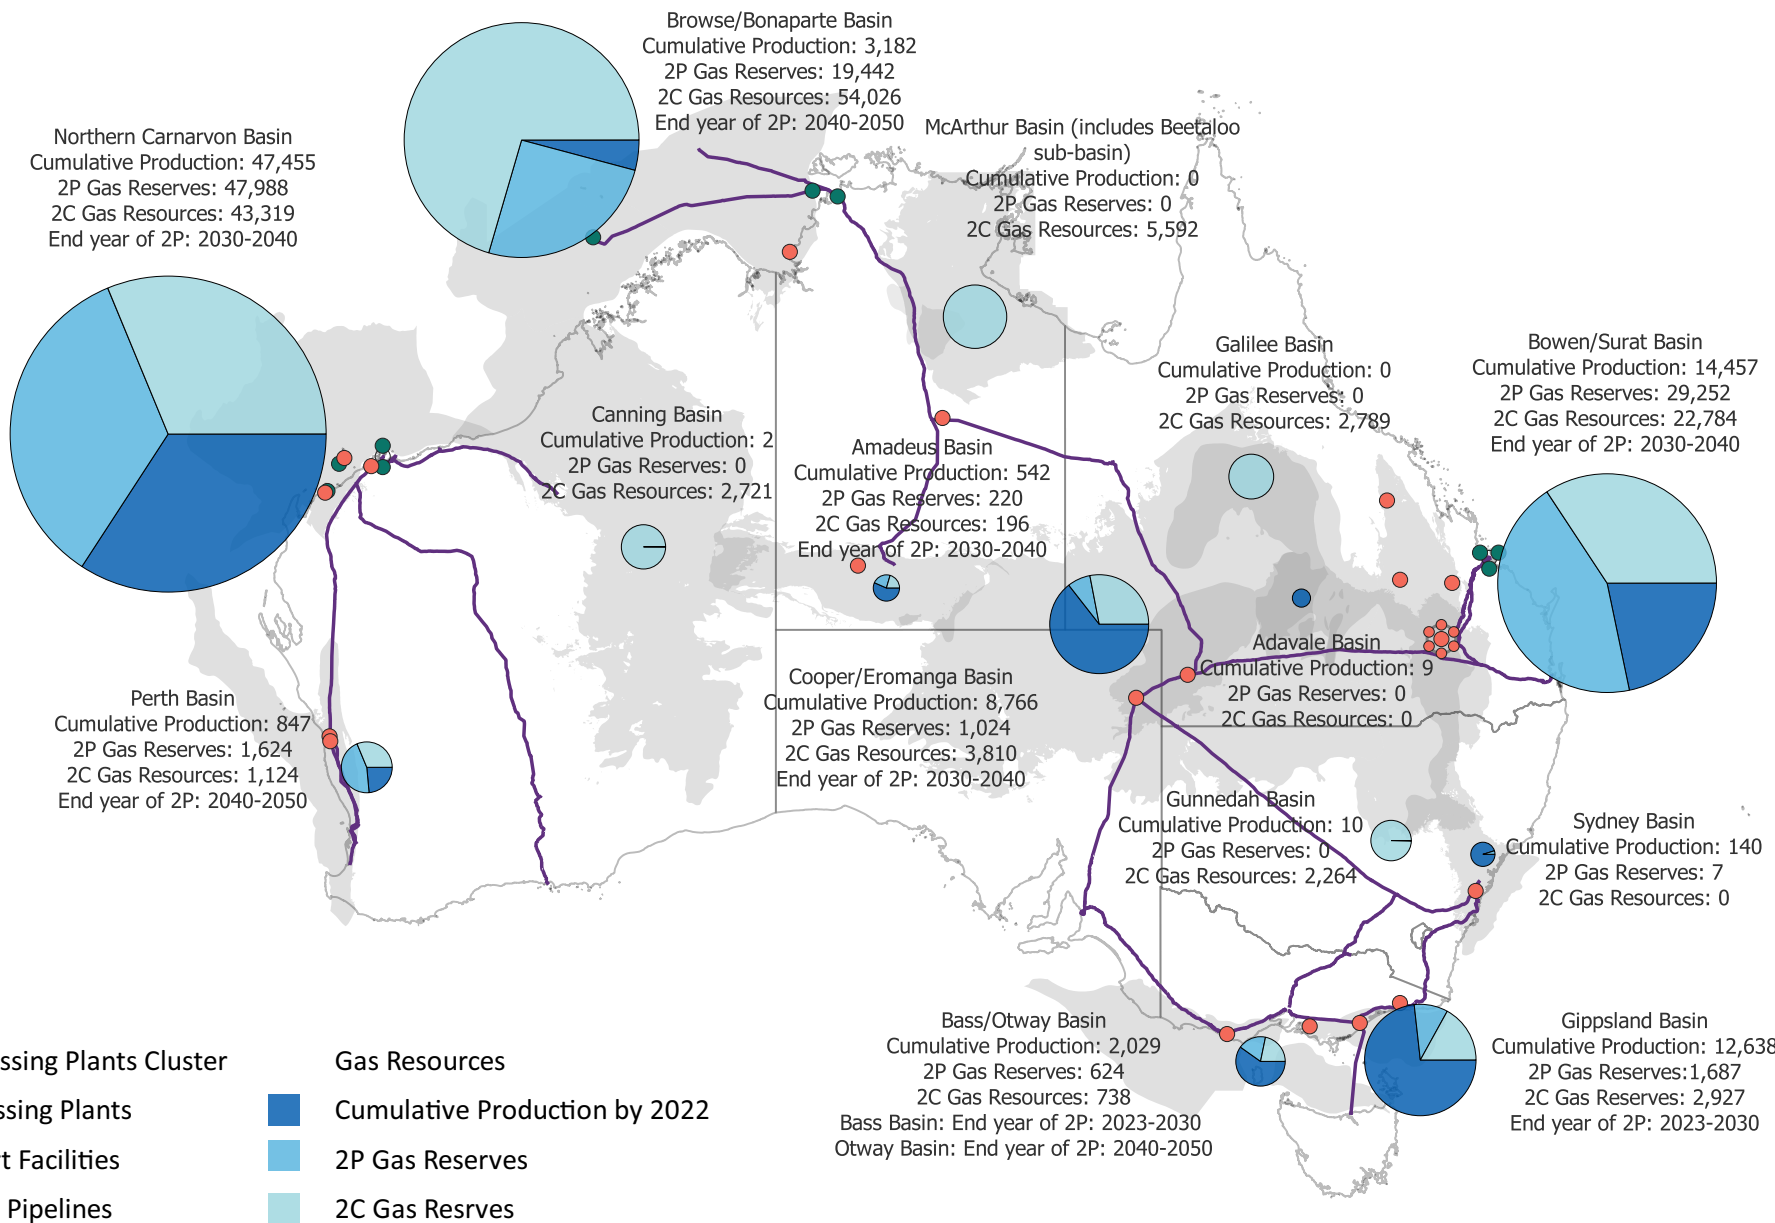 Browse/Bonaparte Basin
Cumulative Production: 3,182
2P Gas Reserves: 19,442
2C Gas Resources: 54,026
End year of 2P: 2040-2050
Northern Carnarvon Basin
Cumulative Production: 47,455
2P Gas Reserves: 47,988
2C Gas Resources: 43,319
End year of 2P: 2030-2040
McArthur Basin (includes Beetaloo
sub-basin)
Cumulative Production: 0
2P Gas Reserves: 0
2C Gas Resources: 5,592
Galilee Basin
Cumulative Production: 0
2P Gas Reserves: 0
2C Gas Resources: 2,789
Bowen/Surat Basin
Cumulative Production: 14,457
2P Gas Reserves: 29,252
2C Gas Resources: 22,784
End year of 2P: 2030-2040
Canning Basin
Cumulative Production: 2
2P Gas Reserves: 0
2C Gas Resources: 2,721
Amadeus Basin
Cumulative Production: 542
2P Gas Reserves: 220
2C Gas Resources: 196
End year of 2P: 2030-2040
Adavale Basin
Cumulative Production: 9
2P Gas Reserves: 0
2C Gas Resources: 0
Cooper/Eromanga Basin
Cumulative Production: 8,766
2P Gas Reserves: 1,024
2C Gas Resources: 3,810
End year of 2P: 2030-2040
Perth Basin
Cumulative Production: 847
2P Gas Reserves: 1,624
2C Gas Resources: 1,124
End year of 2P: 2040-2050
Gunnedah Basin
Cumulative Production: 10
2P Gas Reserves: 0
2C Gas Resources: 2,264
Sydney Basin
Cumulative Production: 140
2P Gas Reserves: 7
2C Gas Resources: 0
Bass/Otway Basin
Cumulative Production: 2,029
2P Gas Reserves: 624
2C Gas Resources: 738
Bass Basin: End year of 2P: 2023-2030
Otway Basin: End year of 2P: 2040-2050
Gippsland Basin
Cumulative Production: 12,638
2P Gas Reserves:1,687
2C Gas Resources: 2,927
End year of 2P: 2023-2030
ssing Plants Cluster
ssing Plants
t Facilities
Pipelines
Gas Resources
Cumulative Production by 2022
2P Gas Reserves
2C Gas Resrves